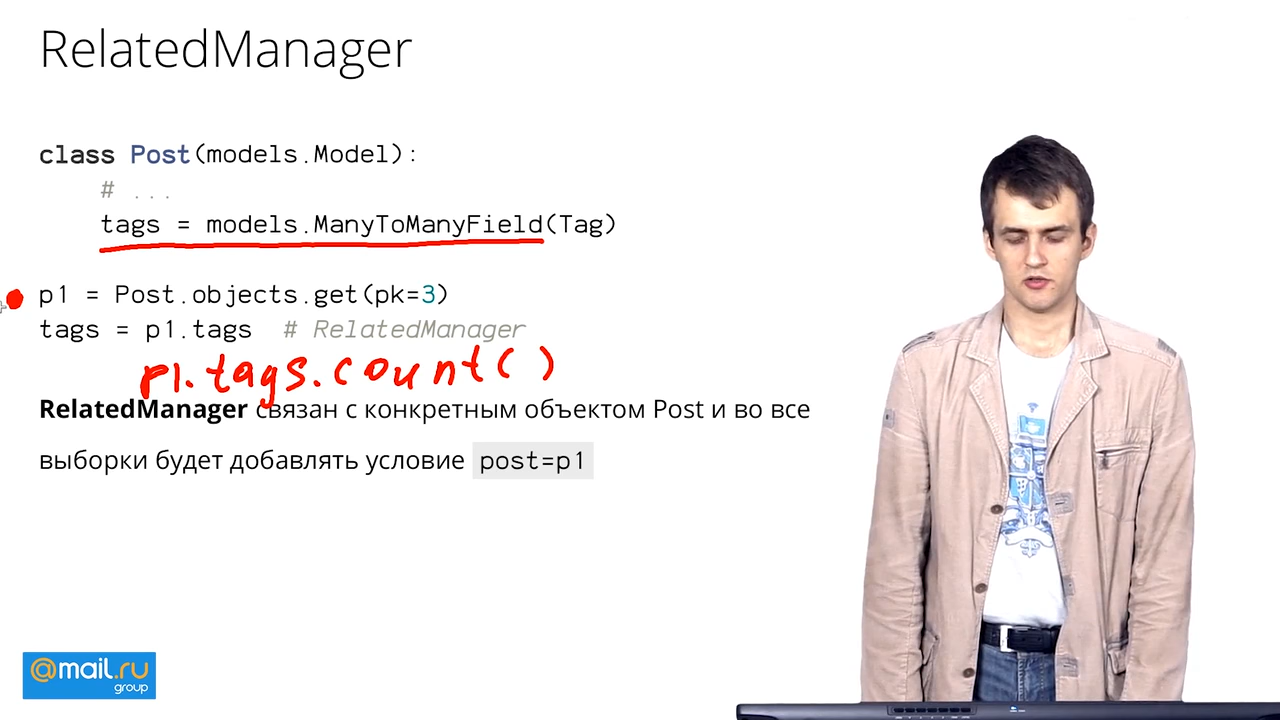 RelatedManager
class Post(models.Model):
# ...
tags = models.ManyToManyField(Tag)
p1 = Post.objects.get(pk=3)
tags = p1.tags # RelatedManager
p1.tags.count()
RelatedManager связан с конкретным объектом Post и во все
выборки будет добавлять условие post=p1
@mail.ru
group